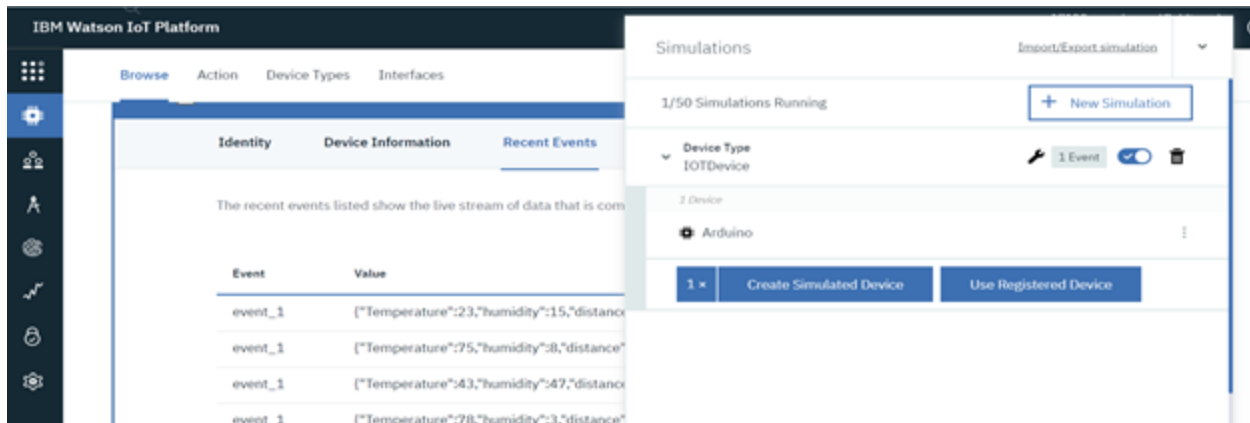 IBM Watson IoT Platform
Browse Action Device Types Interfaces
Identity Device Information Recent Events
The recent events listed show the live stream of data that is com
Event Value
event_1 {"Temperature":23,"humidity":15,"distance
event_1 {"Temperature":75,"humidity":8,"distance"
event_1 {"Temperature":43,"humidity":47,"distance
event_1 {"Temperature":78,"humidity":3,"distance"
Simulations Import/Export simulation
1/50 Simulations Running + New Simulation
Device Type
IOTDevice
1 Event
1 Device
Arduino
1 × Create Simulated Device Use Registered Device